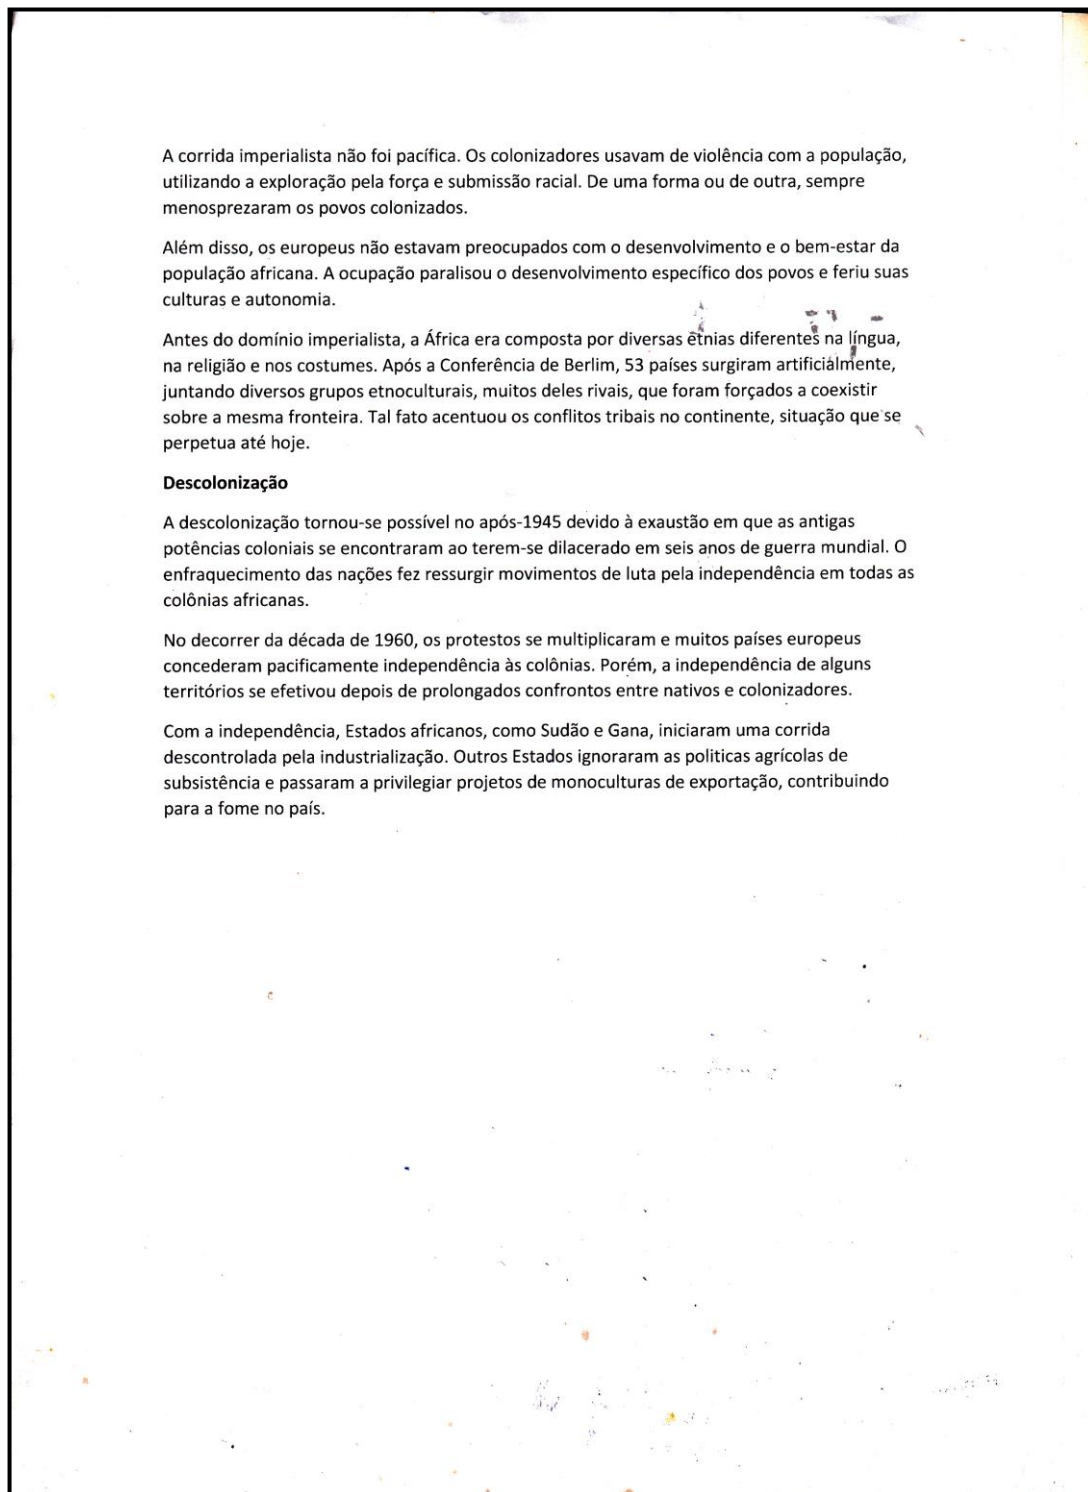 A corrida imperialista não foi pacífica. Os colonizadores usavam de violência com a população,
utilizando a exploração pela força e submissão racial. De uma forma ou de outra, sempre
menosprezaram os povos colonizados.
Além disso, os europeus não estavam preocupados com o desenvolvimento e o bem-estar da
população africana. A ocupação paralisou o desenvolvimento específico dos povos e feriu suas
culturas e autonomia.
Antes do domínio imperialista, a África era composta por diversas etnias diferentes na língua,
na religião e nos costumes. Após a Conferência de Berlim, 53 países surgiram artificialmente,
juntando diversos grupos etnoculturais, muitos deles rivais, que foram forçados a coexistir
sobre a mesma fronteira. Tal fato acentuou os conflitos tribais no continente, situação que se
perpetua até hoje.
Descolonização
A descolonização tornou-se possível no após-1945 devido à exaustão em que as antigas
potências coloniais se encontraram ao terem-se dilacerado em seis anos de guerra mundial. O
enfraquecimento das nações fez ressurgir movimentos de luta pela independência em todas as
colônias africanas.
No decorrer da década de 1960, os protestos se multiplicaram e muitos países europeus
concederam pacificamente independência às colônias. Porém, a independência de alguns
territórios se efetivou depois de prolongados confrontos entre nativos e colonizadores.
Com a independência, Estados africanos, como Sudão e Gana, iniciaram uma corrida
descontrolada pela industrialização. Outros Estados ignoraram as politicas agrícolas de
subsistência e passaram a privilegiar projetos de monoculturas de exportação, contribuindo
para a fome no país.